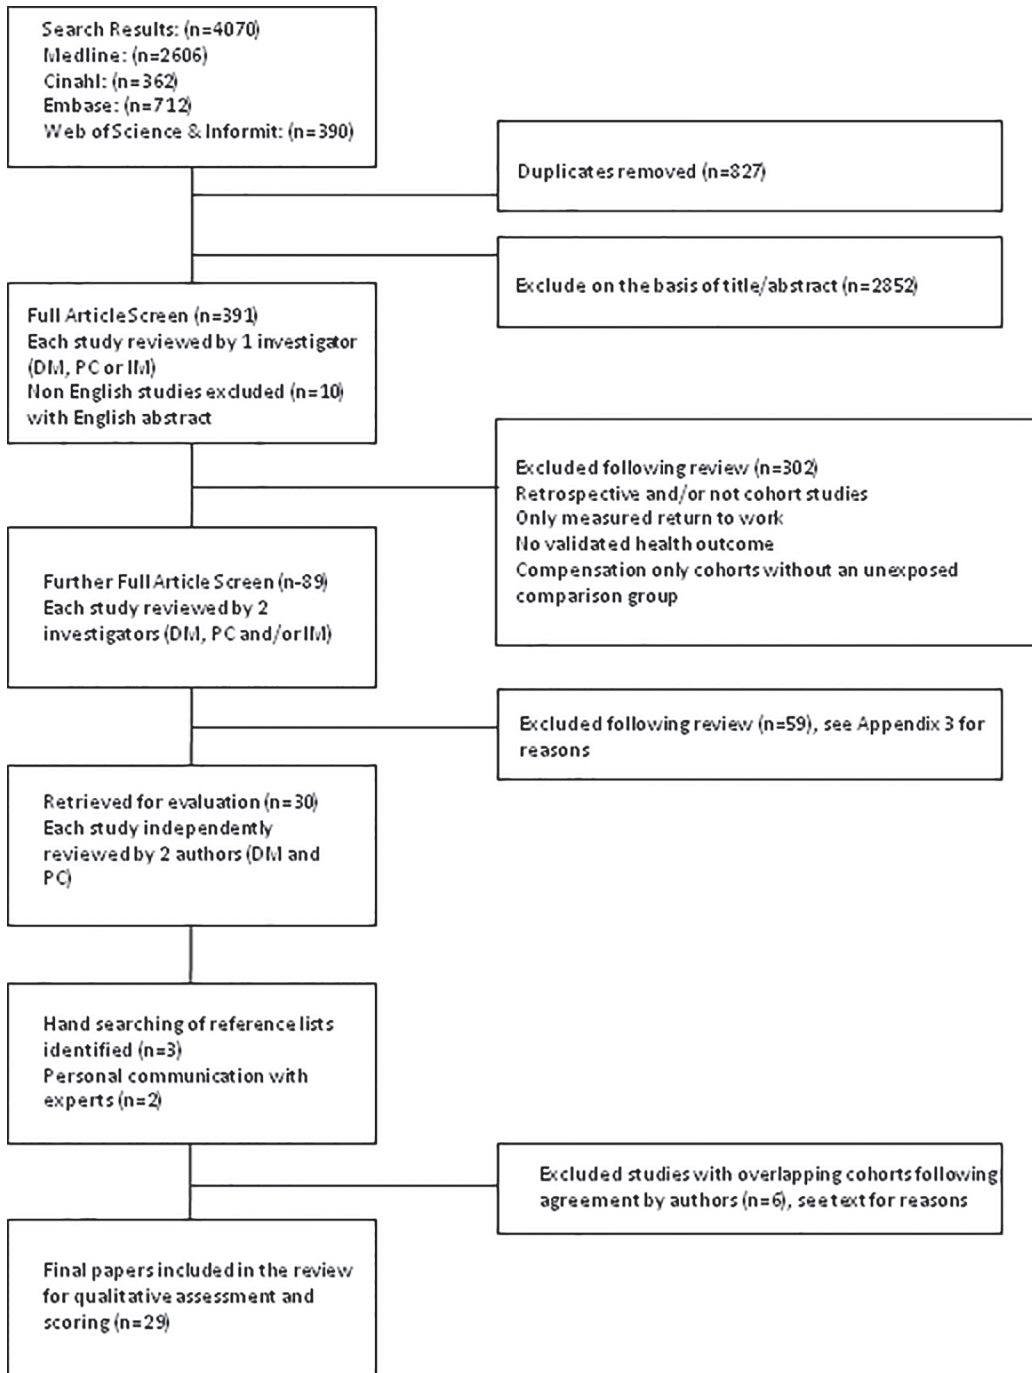 Search Results: (n=4070)
Medline: (n=2606)
Cinahl: (n=362)
Embase: (n=712)
Web of Science & Informit: (n=390)
Duplicates removed (n=827)
Exclude on the basis of title/abstract (n=2852)
Full Article Screen (n=391)
Each study reviewed by 1 investigator
(DM, PC or IM)
Non English studies excluded (n=10)
with English abstract
Excluded following review (n=302)
Retrospective and/or not cohort studies
Only measured return to work
No validated health outcome
Compensation only cohorts without an unexposed
comparison group
Further Full Article Screen (n-89)
Each study reviewed by 2
investigators (DM, PC and/or IM)
Excluded following review (n=59), see Appendix 3 for
reasons
Retrieved for evaluation (n=30)
Each study independently
reviewed by 2 authors (DM and
PC)
Hand searching of reference lists
identified (n=3)
Personal communication with
experts (n=2)
Excluded studies with overlapping cohorts following
agreement by authors (n=6), see text for reasons
Final papers included in the review
for qualitative assessment and
scoring (n=29)